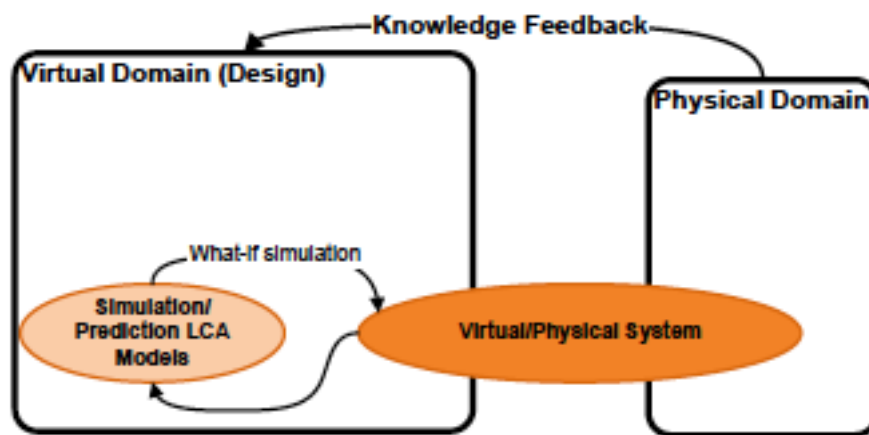 Knowledge Feedback
Virtual Domain (Design)
Physical Domain
What-if simulation
Simulation/
Prediction LCA
Models
Virtual/Physical System